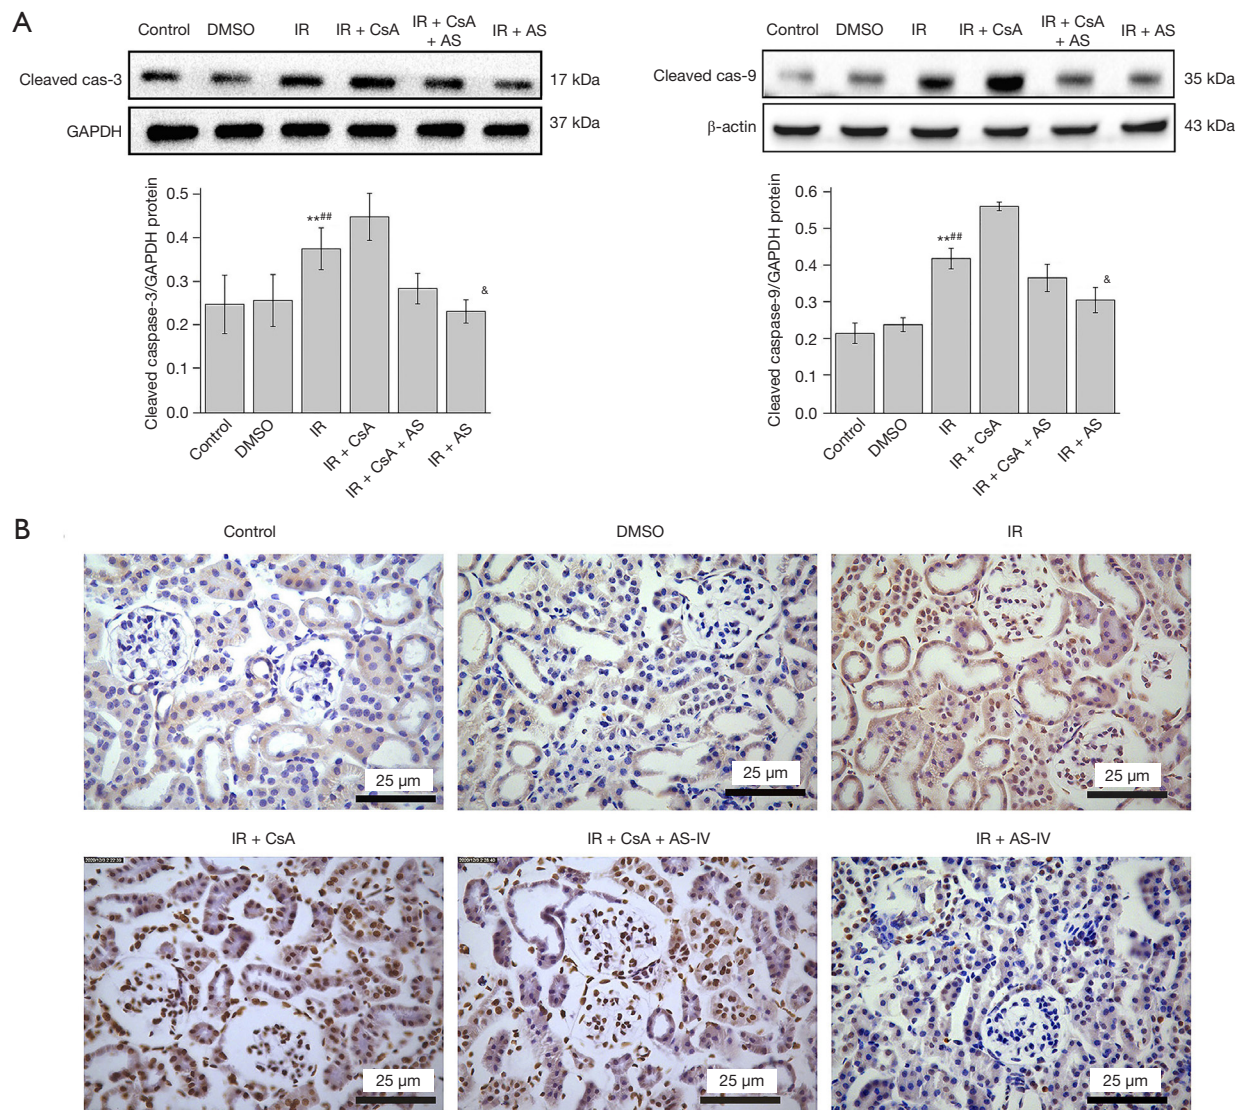 A
Control DMSO IR IR + CsA IR + CsA + AS IR + AS
Cleaved cas-3 17 kDa
GAPDH 37 kDa
Cleaved caspase-3/GAPDH protein
0.5
0.4
0.3
0.2
0.1
0.0
**##
&
Control DMSO IR IR + CsA IR + CsA + AS IR + AS
Control DMSO IR IR + CsA IR + CsA + AS IR + AS
Cleaved cas-9 35 kDa
β-actin 43 kDa
Cleaved caspase-9/GAPDH protein
0.6
0.5
0.4
0.3
0.2
0.1
0.0
**##
&
Control DMSO IR IR + CsA IR + CsA + AS IR + AS
B
Control DMSO IR
25 µm 25 µm 25 µm
IR + CsA IR + CsA + AS-IV IR + AS-IV
25 µm 25 µm 25 µm